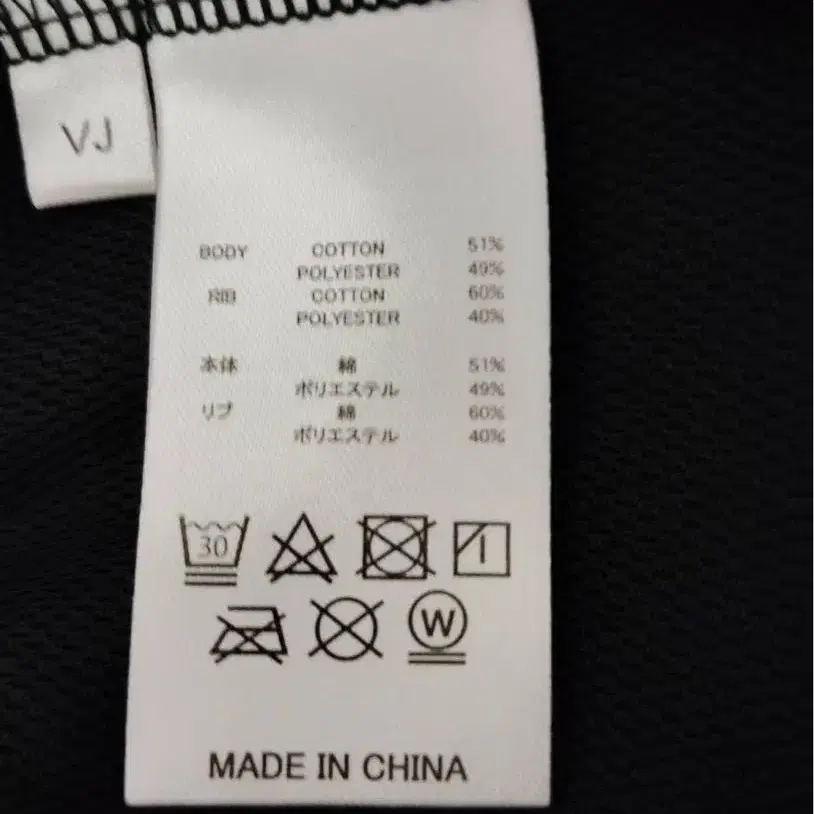 VJ
BODY COTTON 51%
POLYESTER 49%
RIB COTTON 60%
POLYESTER 40%
本体 綿 51%
ポリエステル 49%
リブ 綿 60%
ポリエステル 40%
30
W
MADE IN CHINA